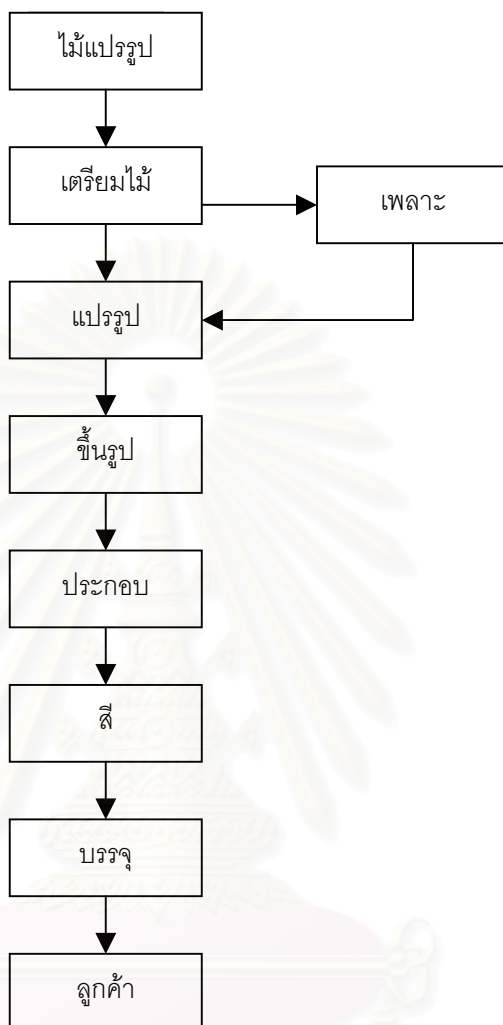 ไม้แปรรูป
เตรียมไม้
เพลาะ
แปรรูป
ขึ้นรูป
ประกอบ
สี
บรรจุ
ลูกค้า